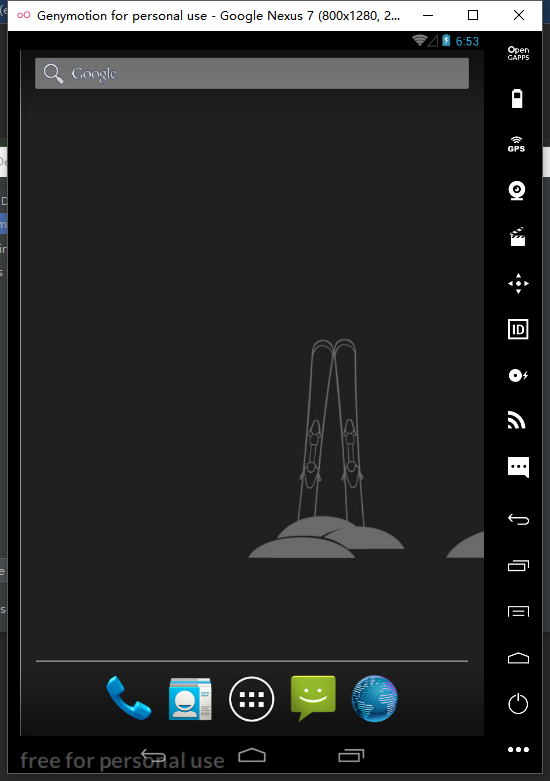 Genymotion for personal use - Google Nexus 7 (800x1280, 2...
6:53
Open
GAPPS
Google
GPS
ID
free for personal use